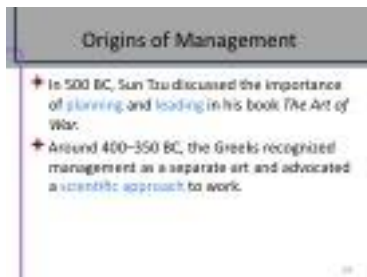 Origins of Management
In 500 BC, Sun Tzu discussed the importance
of planning and leading in his book The Art of
War.
Around 400–350 BC, the Greeks recognized
management as a separate art and advocated
a scientific approach to work.